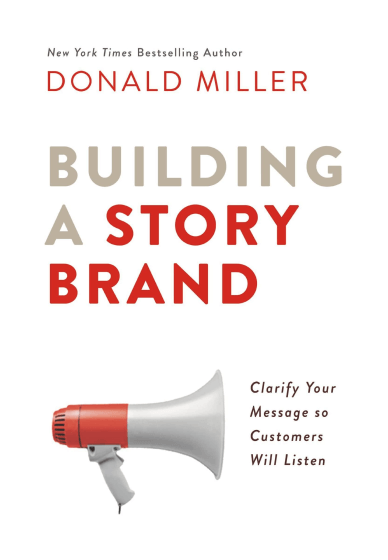 New York Times Bestselling Author
DONALD MILLER
BUILDING
A STORY
BRAND
Clarify Your
Message so
Customers
Will Listen